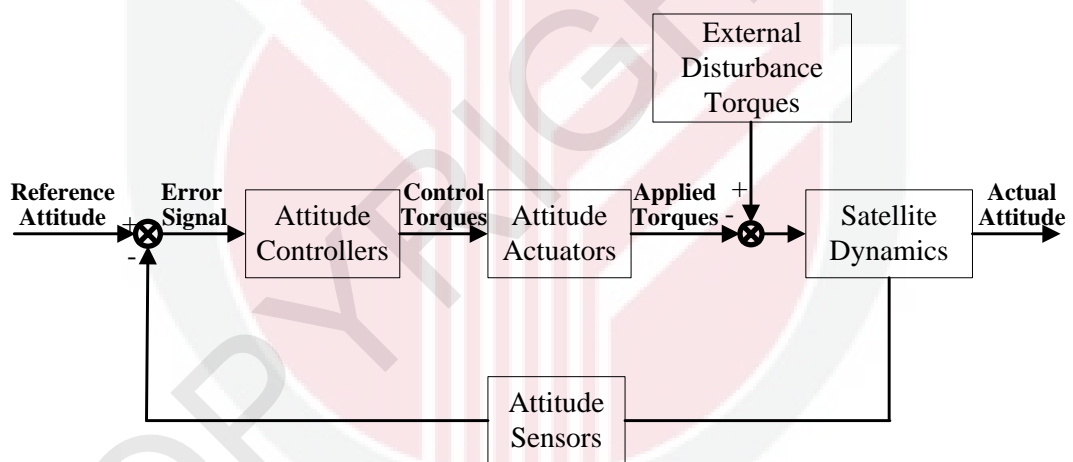 External
Disturbance
Torques
Reference
Attitude
Error
Signal
Attitude
Controllers
Control
Torques
Attitude
Actuators
Applied
Torques
Satellite
Dynamics
Actual
Attitude
+
-
+
-
Attitude
Sensors
OPYRIGH